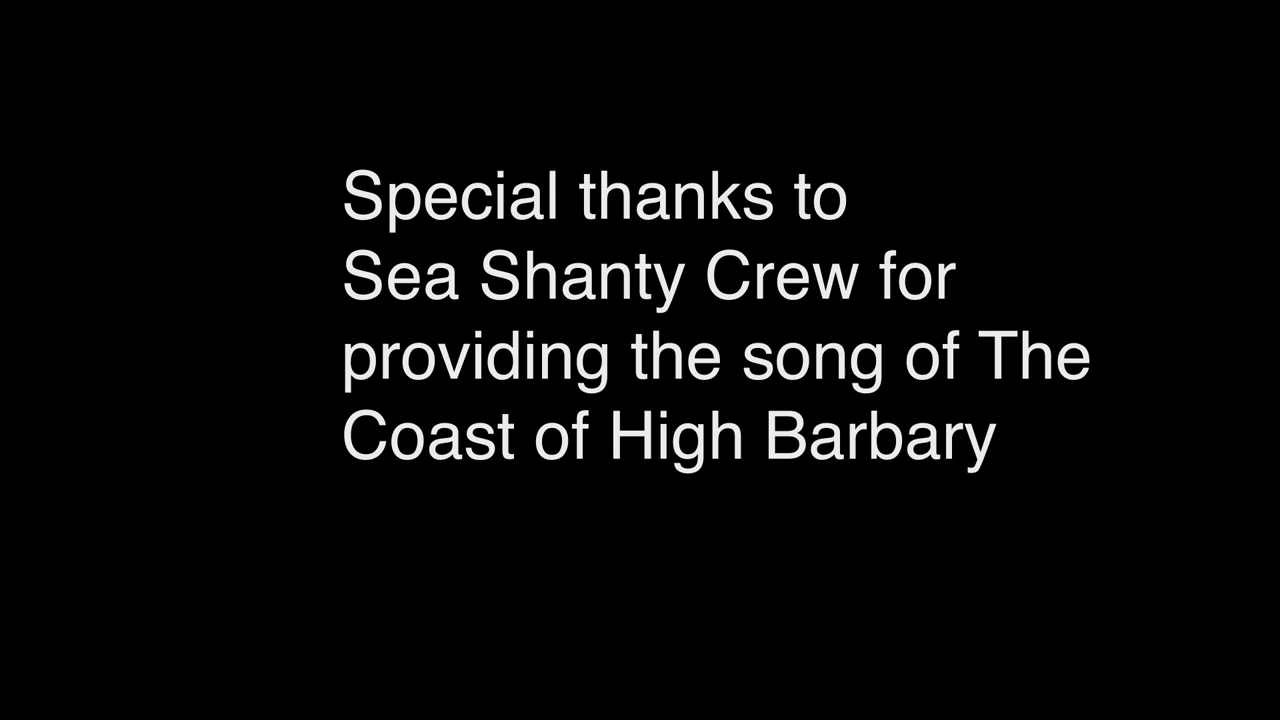 Special thanks to
Sea Shanty Crew for
providing the song of The
Coast of High Barbary